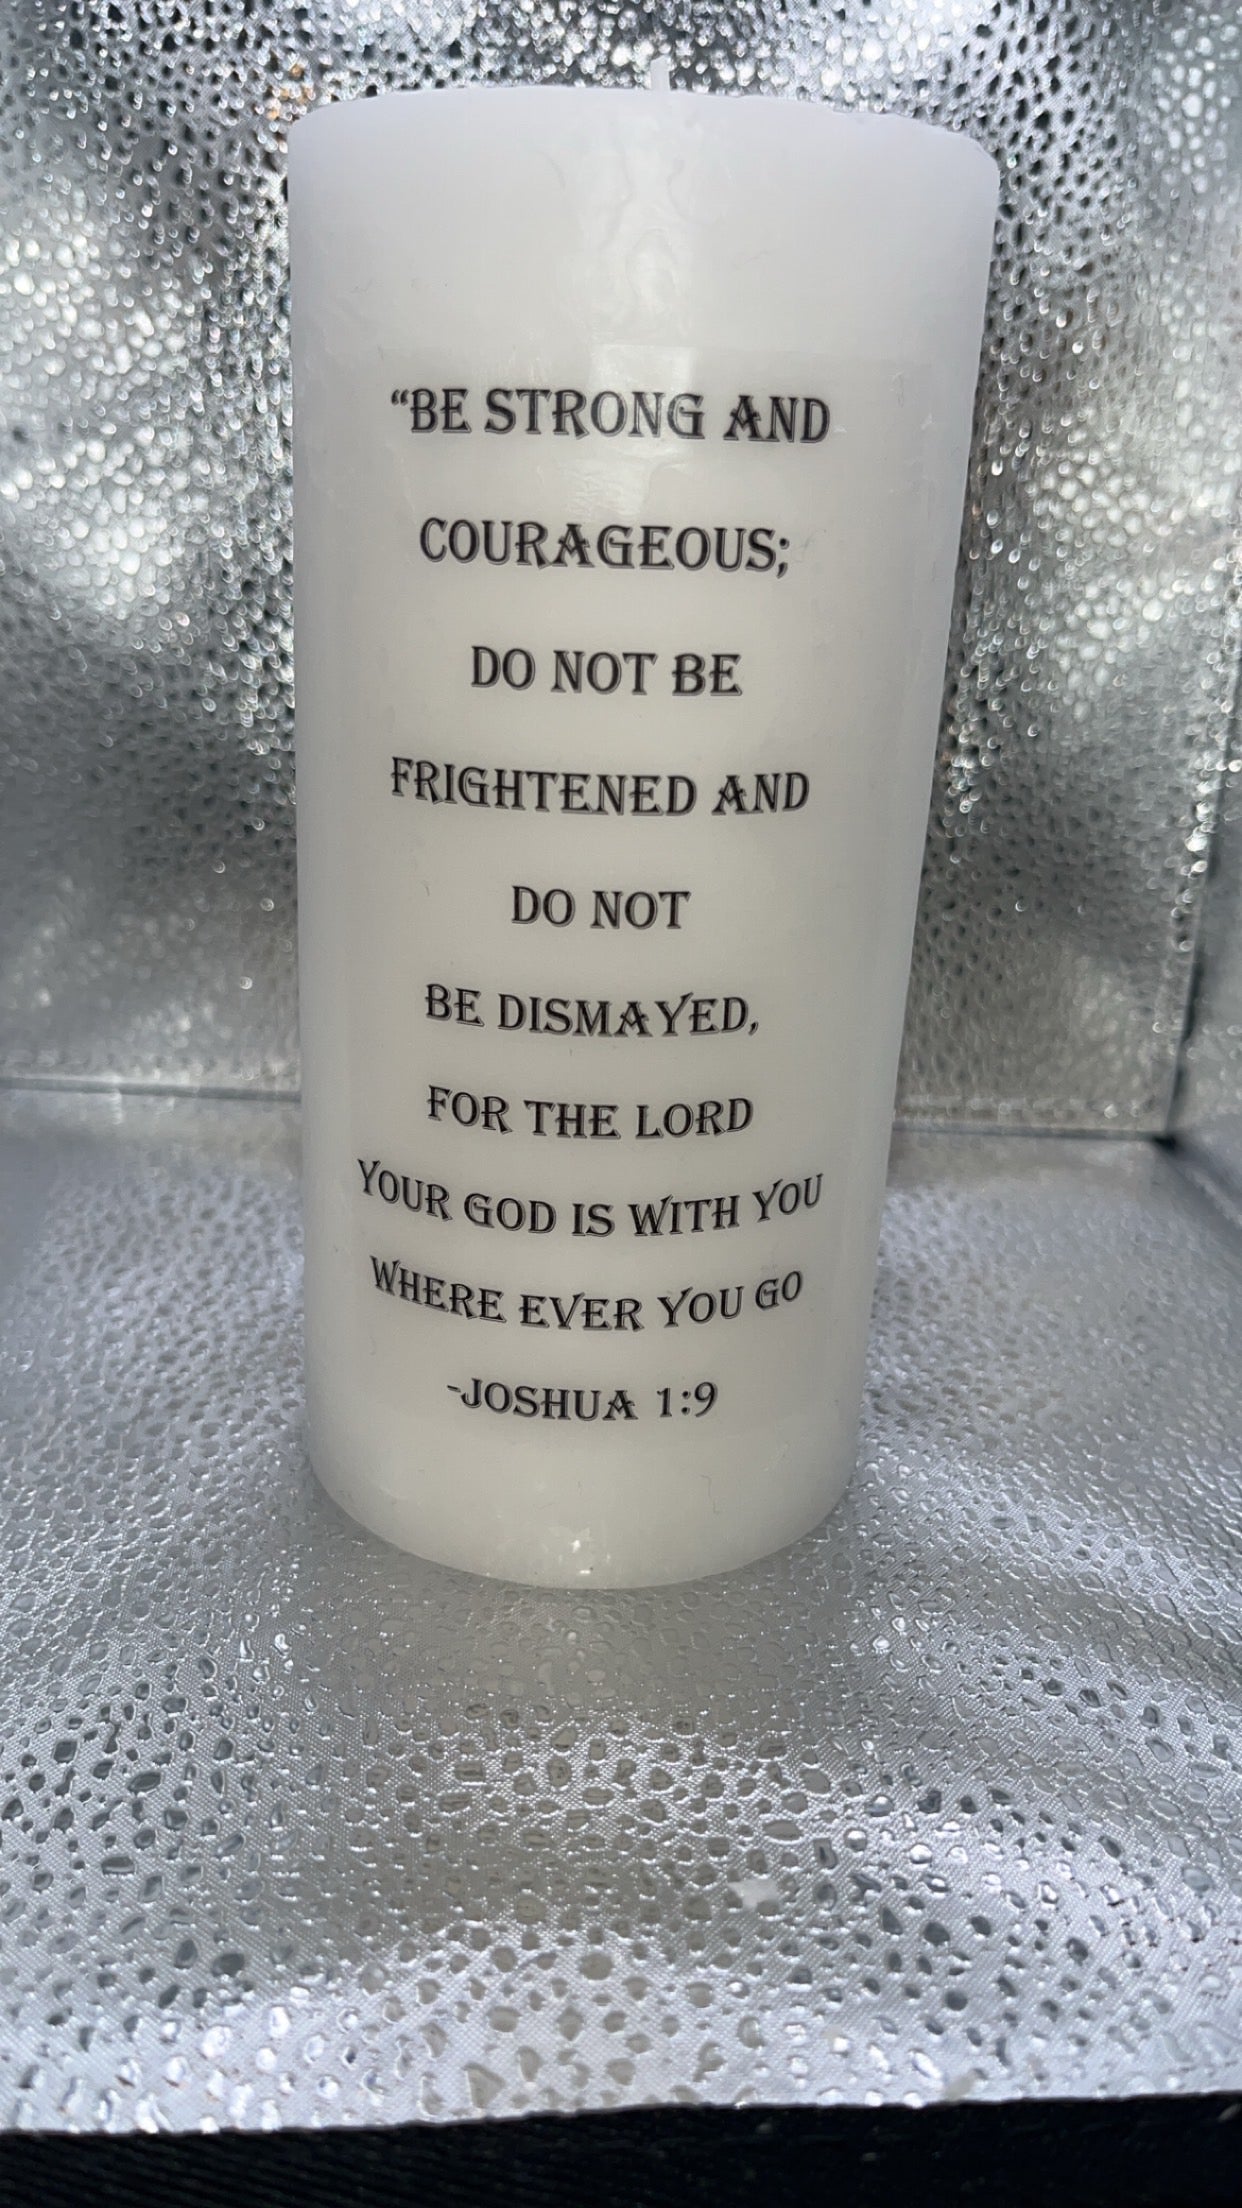 “BE STRONG AND
COURAGEOUS;
DO NOT BE
FRIGHTENED AND
DO NOT
BE DISMAYED,
FOR THE LORD
YOUR GOD IS WITH YOU
WHERE EVER YOU GO
-JOSHUA 1:9